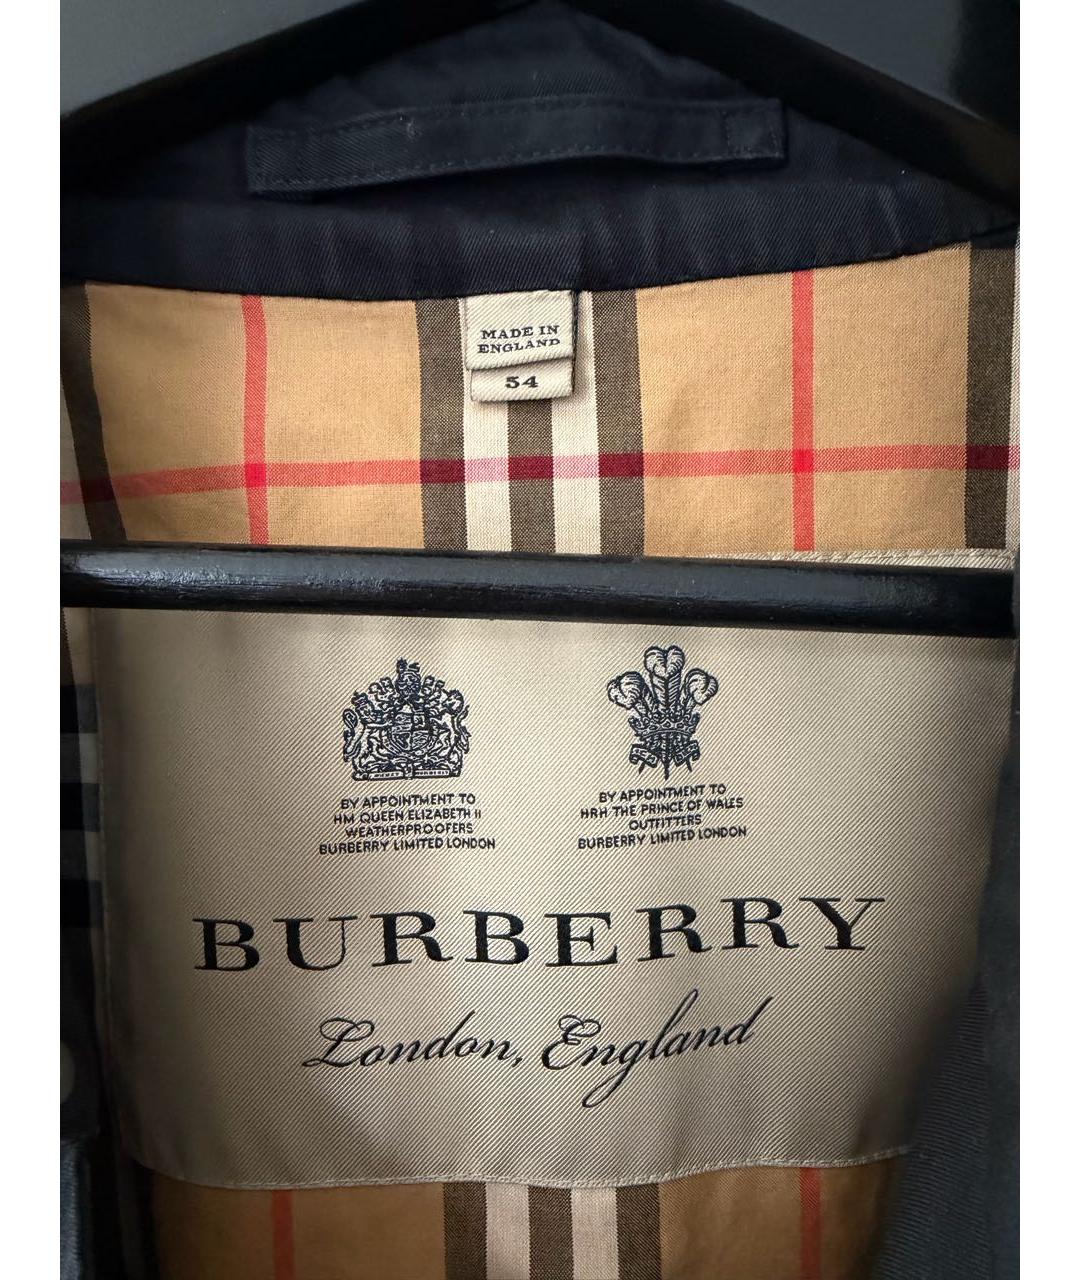 MADE IN
ENGLAND
54
BY APPOINTMENT TO
HM QUEEN ELIZABETH II
WEATHERPROOFERS
BURBERRY LIMITED LONDON
BY APPOINTMENT TO
HRH THE PRINCE OF WALES
OUTFITTERS
BURBERRY LIMITED LONDON
BURBERRY
London, England